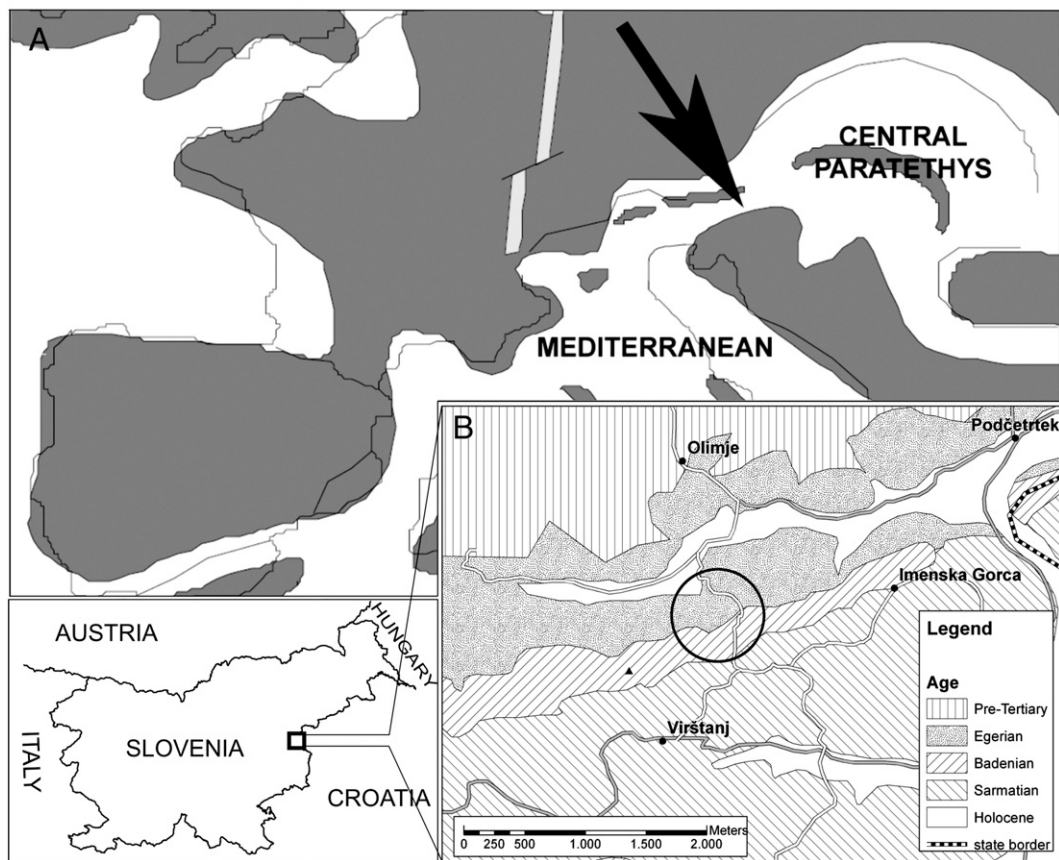 A
CENTRAL
PARATETHYS
MEDITERRANEAN
B
Podčetrtek
Olimje
Imenska Gorca
Virštanj
Legend
Age
Pre-Tertiary
Egerian
Badenian
Sarmatian
Holocene
state border
Meters
0 250 500 1.000 1.500 2.000
AUSTRIA
HUNGARY
ITALY
SLOVENIA
CROATIA